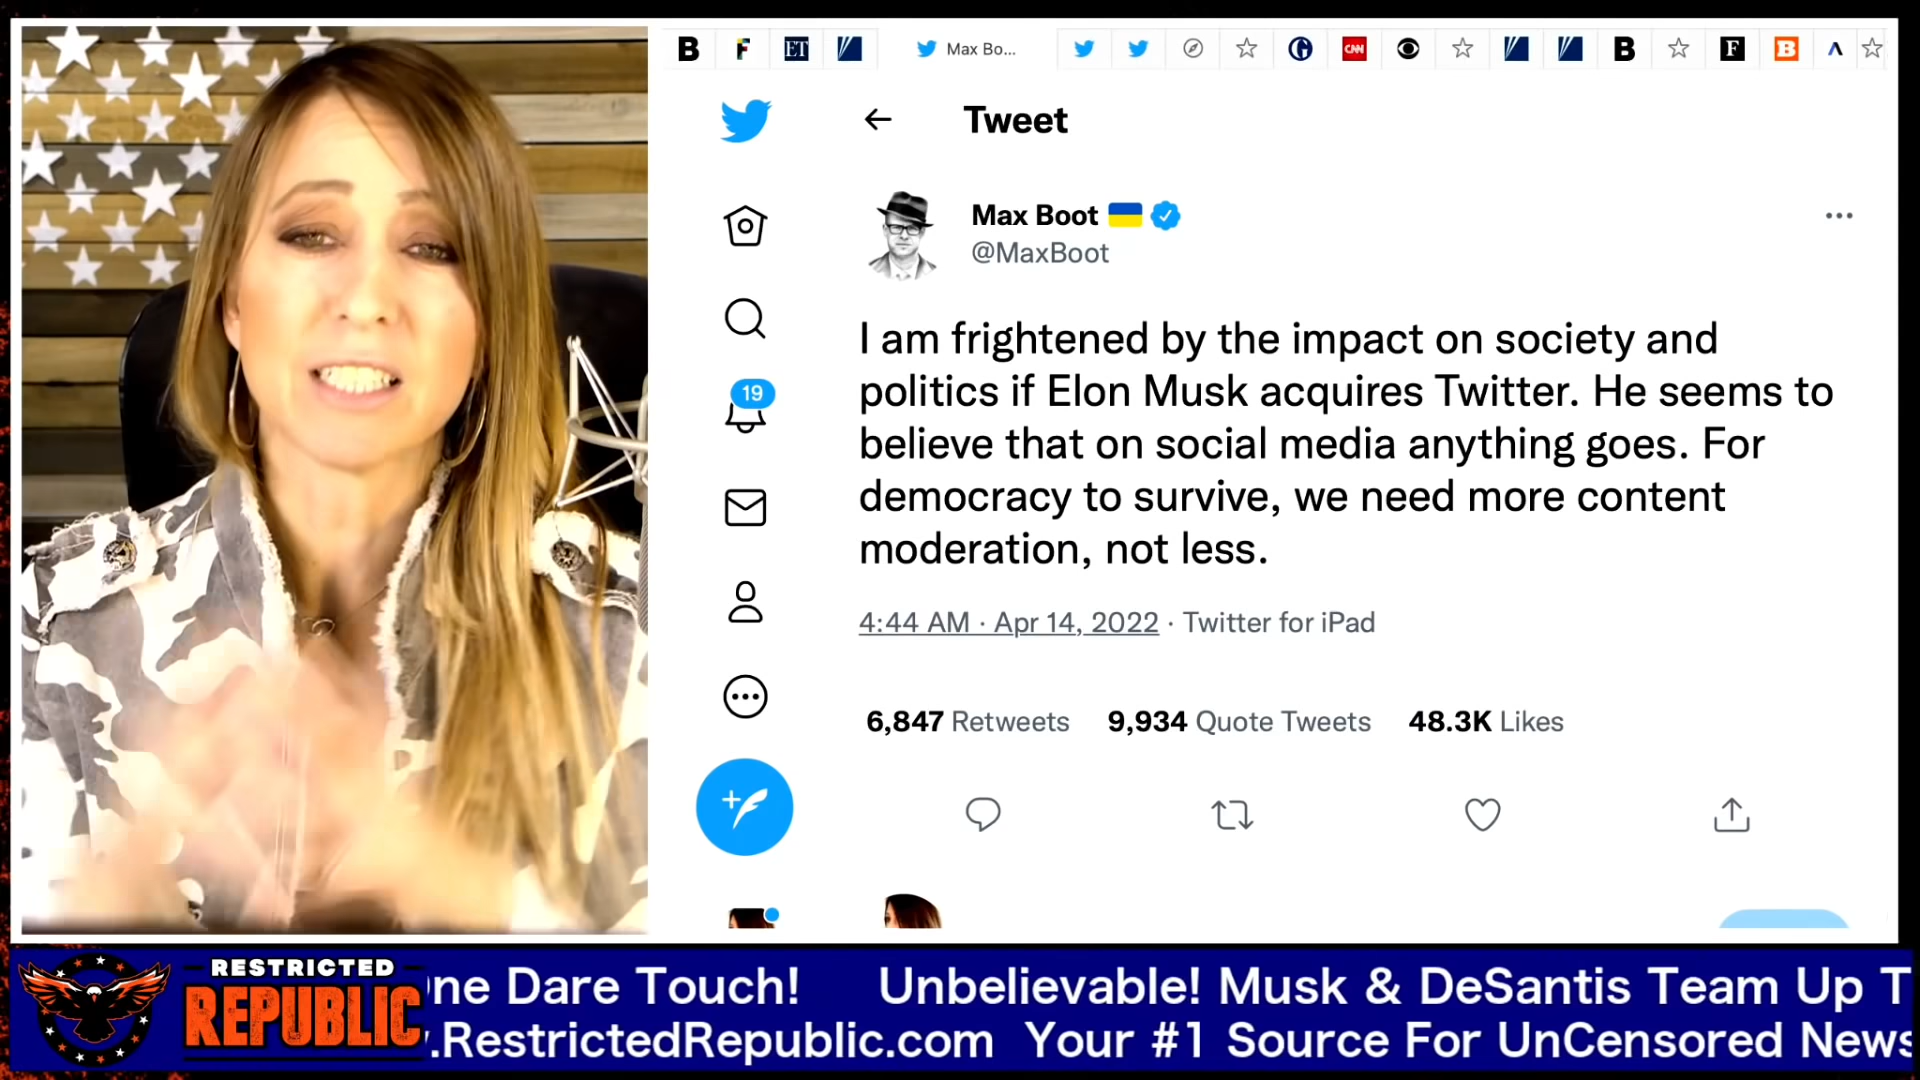 B F ET Max Bo... G CNN B F B
Tweet
Max Boot
@MaxBoot
19
I am frightened by the impact on society and
politics if Elon Musk acquires Twitter. He seems to
believe that on social media anything goes. For
democracy to survive, we need more content
moderation, not less.
4:44 AM · Apr 14, 2022 · Twitter for iPad
6,847 Retweets 9,934 Quote Tweets 48.3K Likes
RESTRICTED
REPUBLIC
ne Dare Touch! Unbelievable! Musk & DeSantis Team Up T
.RestrictedRepublic.com Your #1 Source For UnCensored News